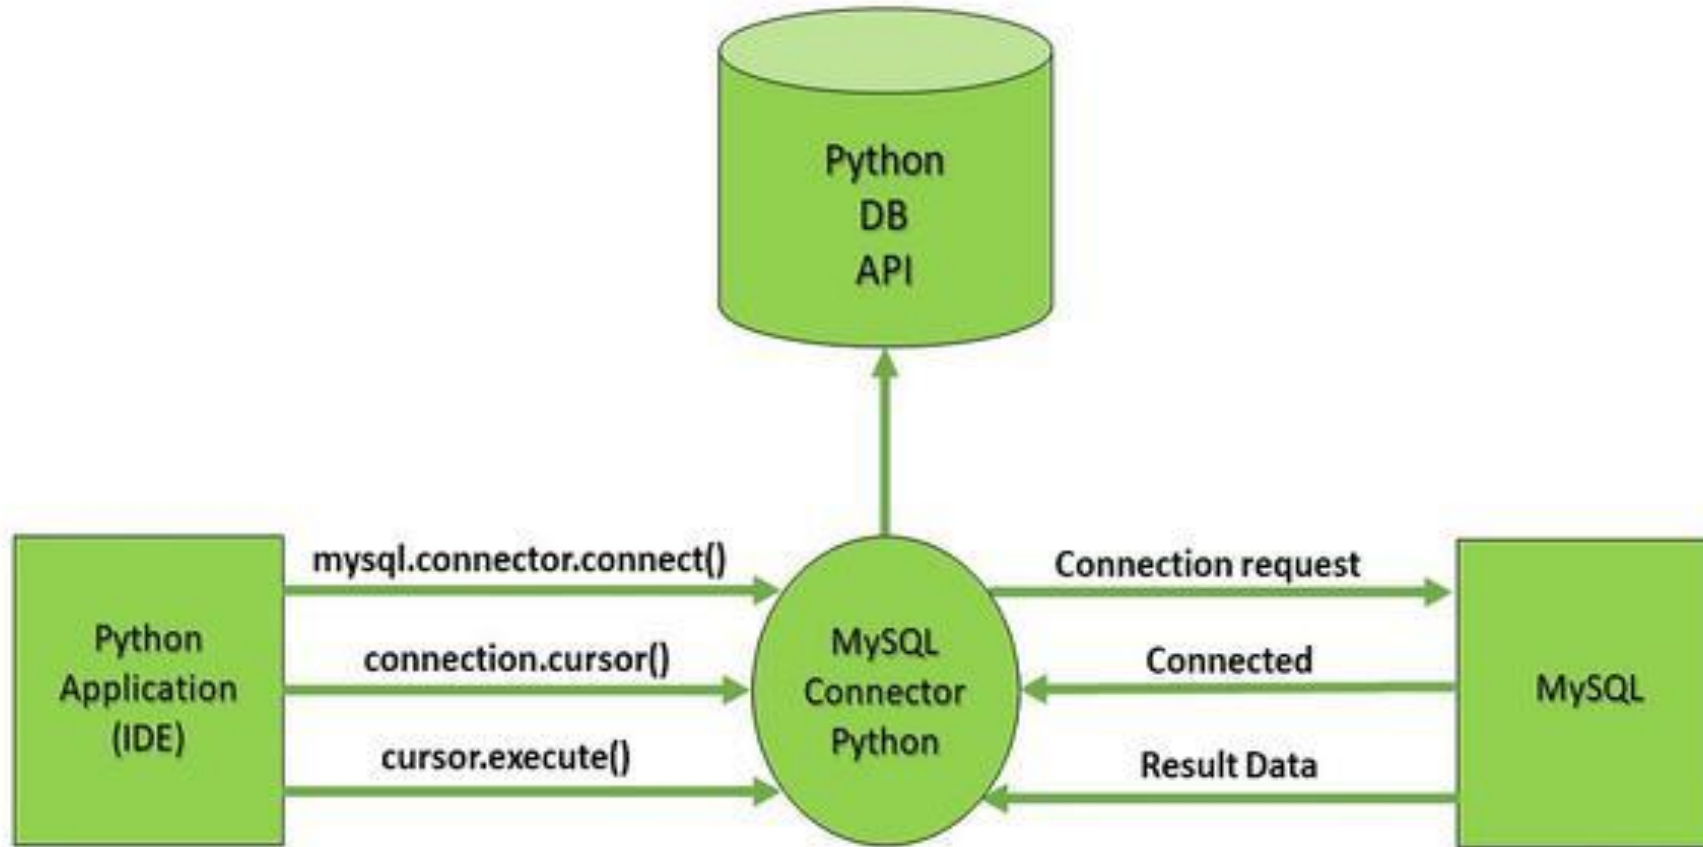 Python
DB
API
mysql.connector.connect()
Connection request
Python
Application
(IDE)
connection.cursor()
MySQL
Connector
Python
Connected
MySQL
cursor.execute()
Result Data